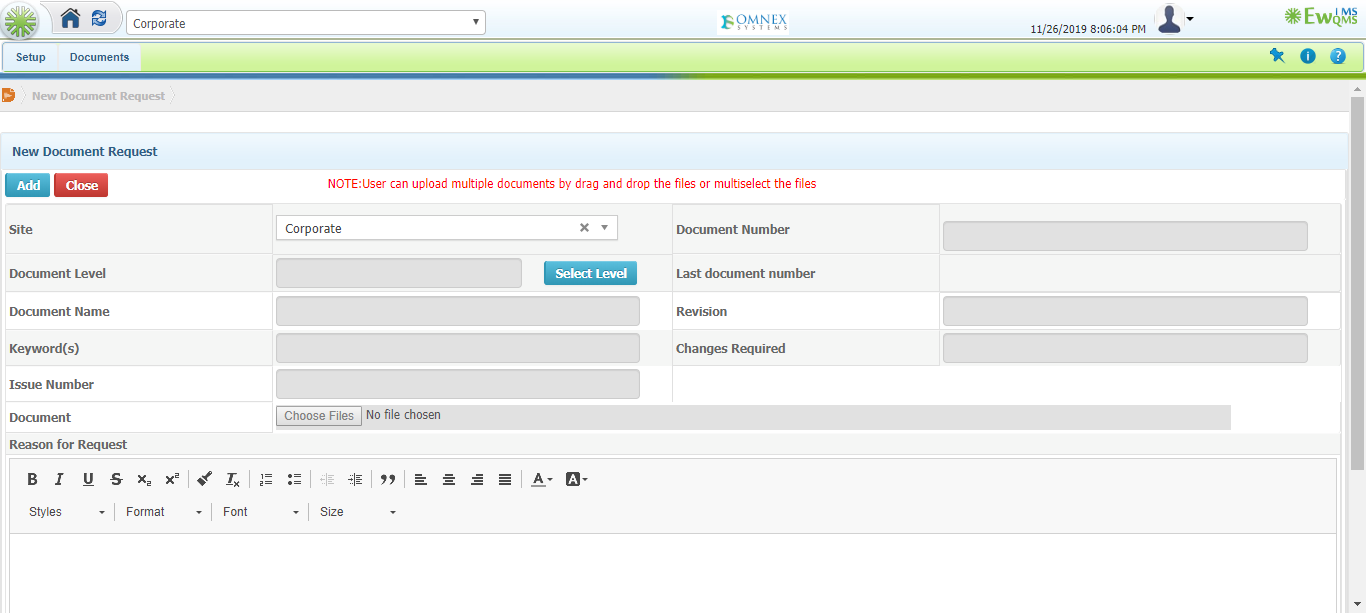 Corporate
OMNEX
SYSTEMS
11/26/2019 8:06:04 PM
EwIMS
QMS
Setup Documents
New Document Request
New Document Request
Add Close NOTE:User can upload multiple documents by drag and drop the files or multiselect the files
Site Corporate Document Number
Document Level Select Level Last document number
Document Name Revision
Keyword(s) Changes Required
Issue Number
Document Choose Files No file chosen
Reason for Request
Styles Format Font Size